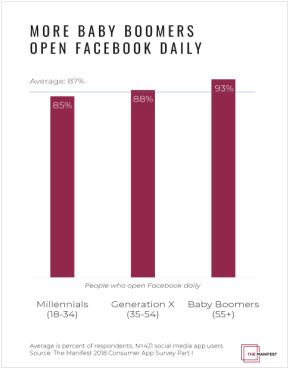 MORE BABY BOOMERS
OPEN FACEBOOK DAILY
Average: 87%
85%
88%
93%
People who open Facebook daily
Millennials
(18-34)
Generation X
(35-54)
Baby Boomers
(55+)
Average is percent of respondents, N=421 social media app users
Source: The Manifest 2018 Consumer App Survey Part I
THE MANIFEST